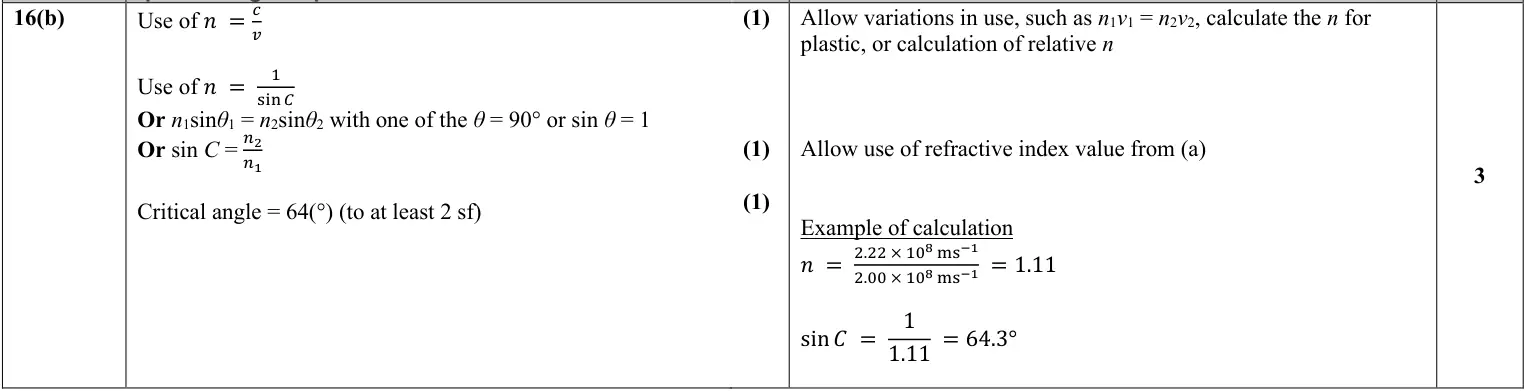 16(b)
Use of n = c/v (1)
Use of n = 1/sin C
Or n₁sinθ₁ = n₂sinθ₂ with one of the θ = 90° or sin θ = 1
Or sin C = n₂/n₁ (1)
Critical angle = 64(°) (to at least 2 sf) (1)
Allow variations in use, such as n₁v₁ = n₂v₂, calculate the n for
plastic, or calculation of relative n
Allow use of refractive index value from (a)
Example of calculation
n = 2.22 × 10⁸ ms⁻¹ / 2.00 × 10⁸ ms⁻¹ = 1.11
sin C = 1/1.11 = 64.3°
3